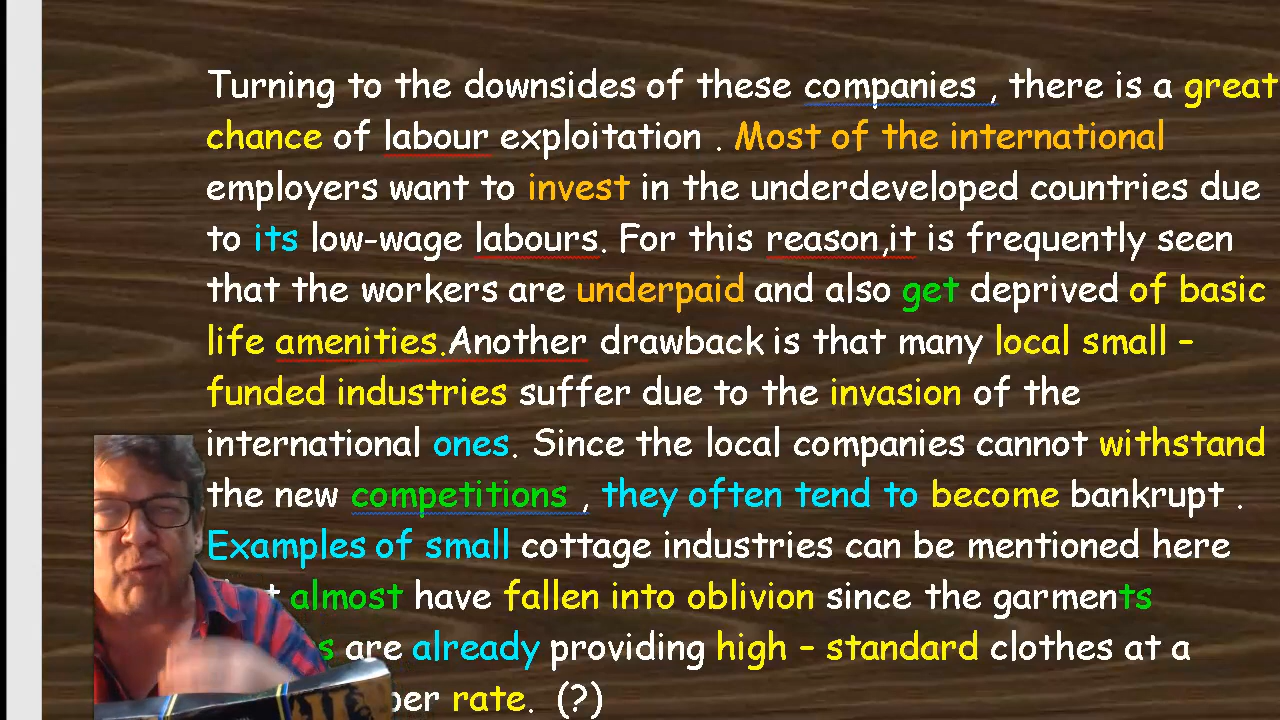 Turning to the downsides of these companies , there is a great
chance of labour exploitation . Most of the international
employers want to invest in the underdeveloped countries due
to its low-wage labours. For this reason,it is frequently seen
that the workers are underpaid and also get deprived of basic
life amenities.Another drawback is that many local small –
funded industries suffer due to the invasion of the
international ones. Since the local companies cannot withstand
the new competitions , they often tend to become bankrupt .
Examples of small cottage industries can be mentioned here
almost have fallen into oblivion since the garments
are already providing high – standard clothes at a
rate. (?)